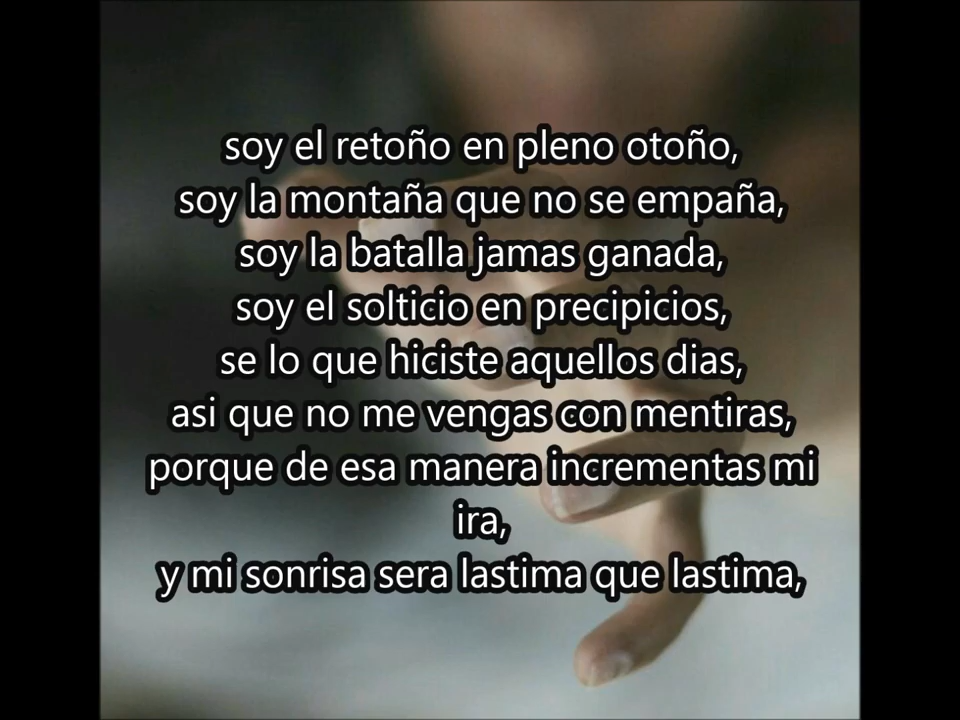 soy el retoño en pleno otoño,
soy la montaña que no se empaña,
soy la batalla jamas ganada,
soy el solticio en precipicios,
se lo que hiciste aquellos dias,
asi que no me vengas con mentiras,
porque de esa manera incrementas mi
ira,
y mi sonrisa sera lastima que lastima,